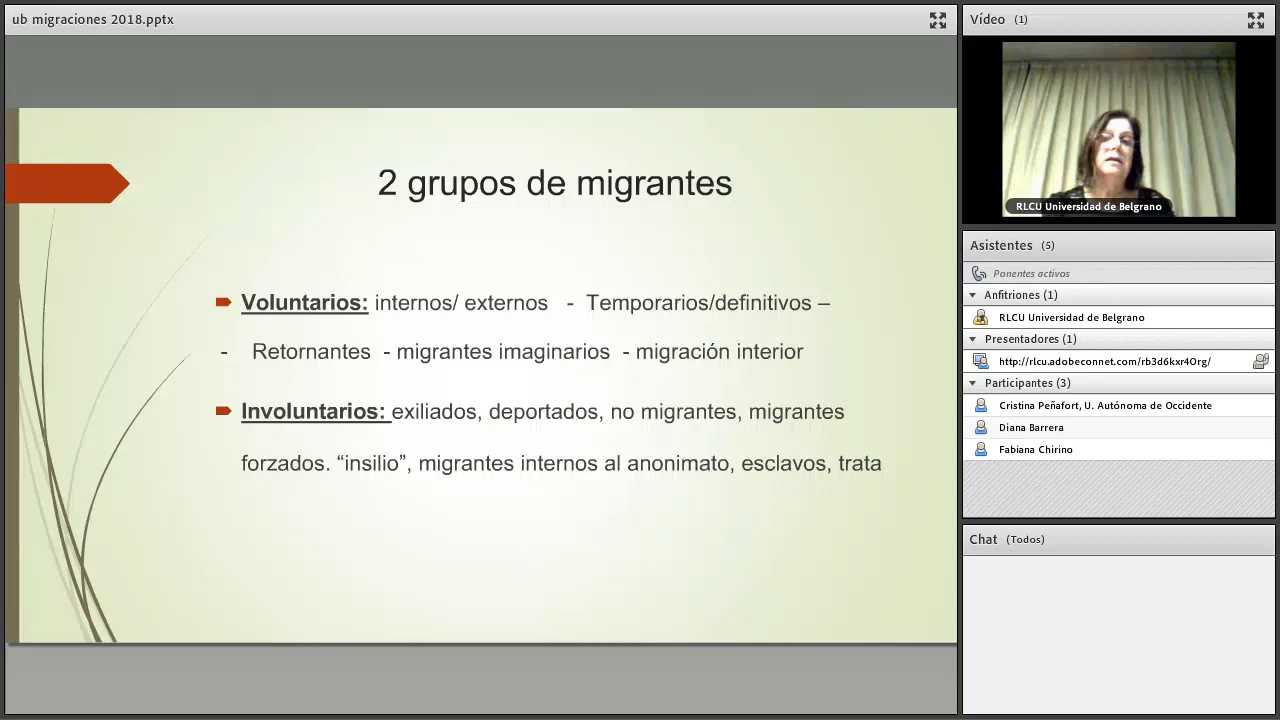 ub migraciones 2018.pptx
2 grupos de migrantes
Voluntarios: internos/ externos - Temporarios/definitivos –
- Retornantes - migrantes imaginarios - migración interior
Involuntarios: exiliados, deportados, no migrantes, migrantes
forzados. “insilio”, migrantes internos al anonimato, esclavos, trata
Vídeo (1)
RLCU Universidad de Belgrano
Asistentes (5)
Ponentes activos
Anfitriones (1)
RLCU Universidad de Belgrano
Presentadores (1)
http://rlcu.adobeconnet.com/rb3d6kxr4Org/
Participantes (3)
Cristina Peñafort, U. Autónoma de Occidente
Diana Barrera
Fabiana Chirino
Chat (Todos)